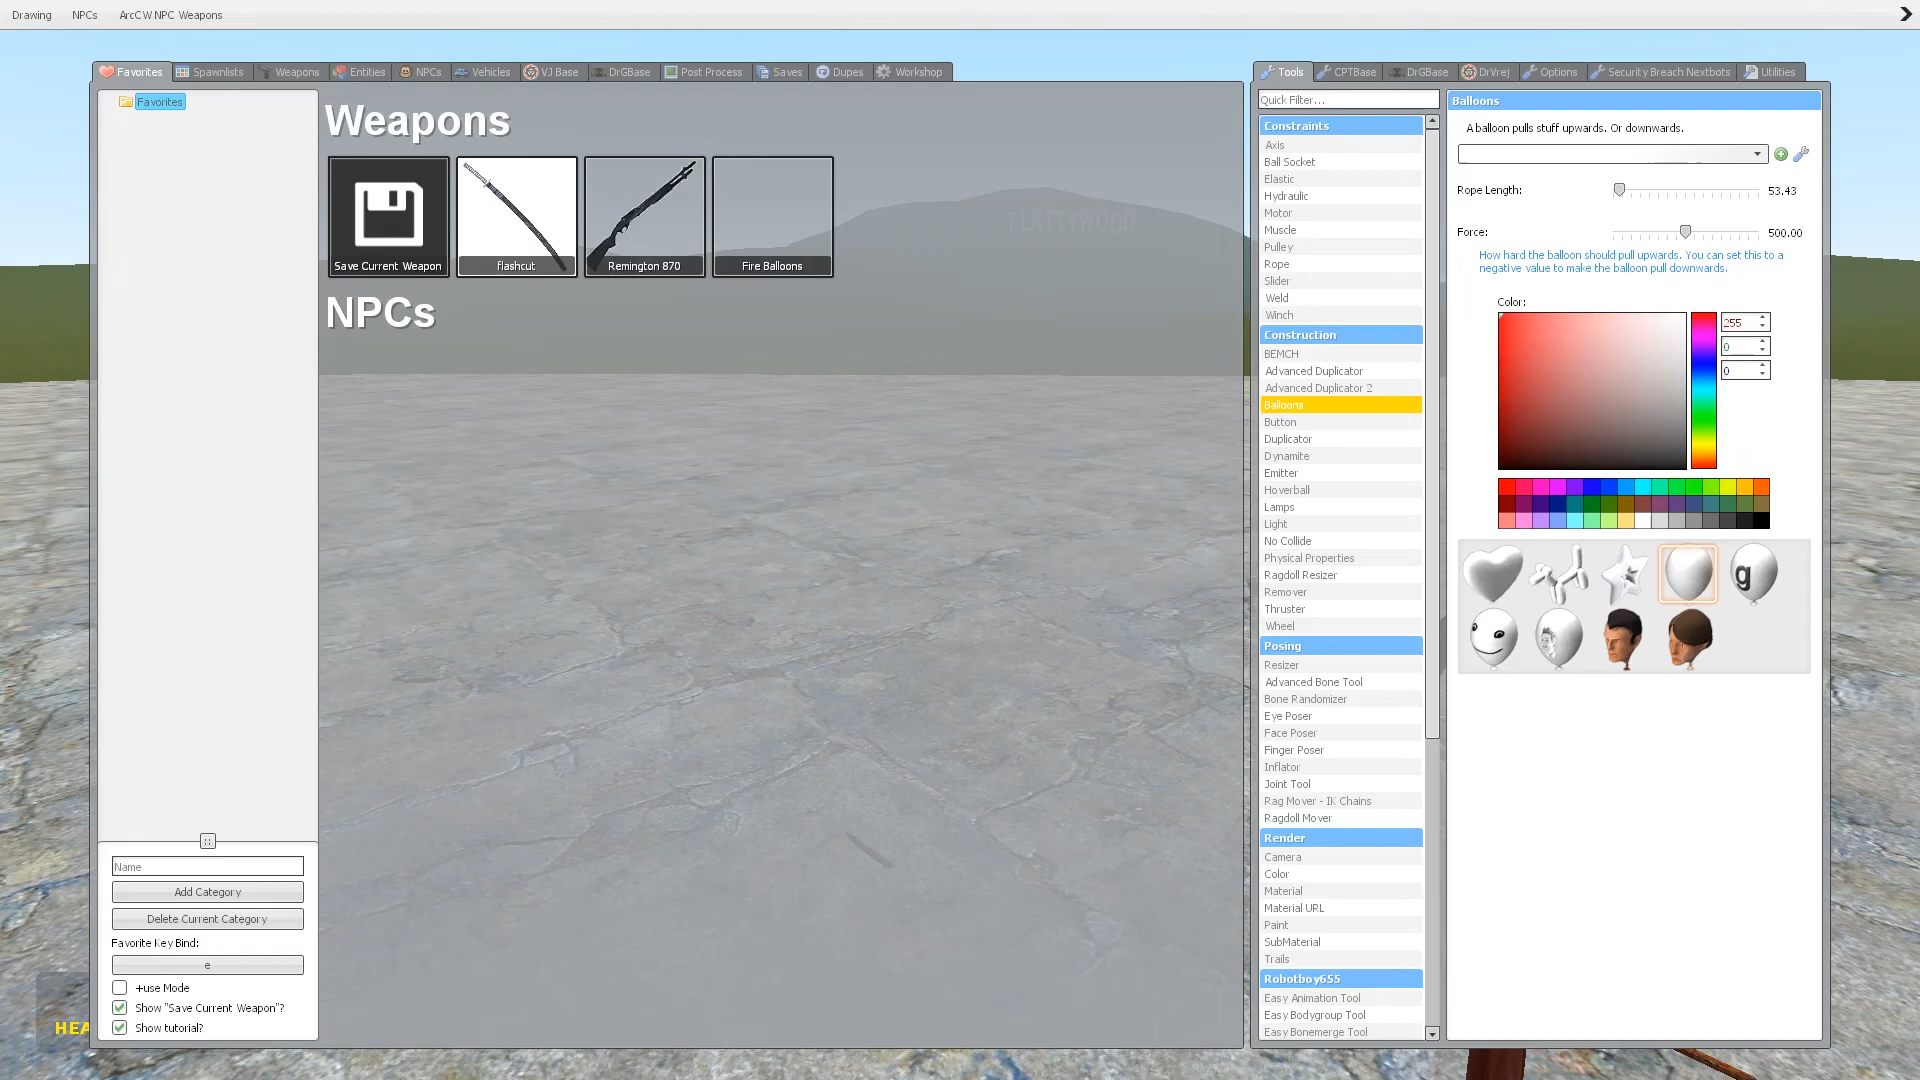 Drawing NPCs ArcCW NPC Weapons
Favorites Spawnlists Weapons Entities NPCs Vehicles VJ Base DrGBase Post Process Saves Dupes Workshop
Favorites
Weapons
Save Current Weapon flashcut Remington 870 Fire Balloons
NPCs
FLATTYWOOD
Name
Add Category
Delete Current Category
Favorite Key Bind:
e
+use Mode
Show "Save Current Weapon"?
Show tutorial?
HEA
Tools CPTBase DrGBase DrVrej Options Security Breach Nextbots Utilities
Quick Filter...
Constraints
Axis
Ball Socket
Elastic
Hydraulic
Motor
Muscle
Pulley
Rope
Slider
Weld
Winch
Construction
BEMCH
Advanced Duplicator
Advanced Duplicator 2
Balloons
Button
Duplicator
Dynamite
Emitter
Hoverball
Lamps
Light
No Collide
Physical Properties
Ragdoll Resizer
Remover
Thruster
Wheel
Posing
Resizer
Advanced Bone Tool
Bone Randomizer
Eye Poser
Face Poser
Finger Poser
Inflator
Joint Tool
Rag Mover - IK Chains
Ragdoll Mover
Render
Camera
Color
Material
Material URL
Paint
SubMaterial
Trails
Robotboy655
Easy Animation Tool
Easy Bodygroup Tool
Easy Bonemerge Tool
Balloons
A balloon pulls stuff upwards. Or downwards.
Rope Length: 53.43
Force: 500.00
How hard the balloon should pull upwards. You can set this to a
negative value to make the balloon pull downwards.
Color:
255
0
0
g